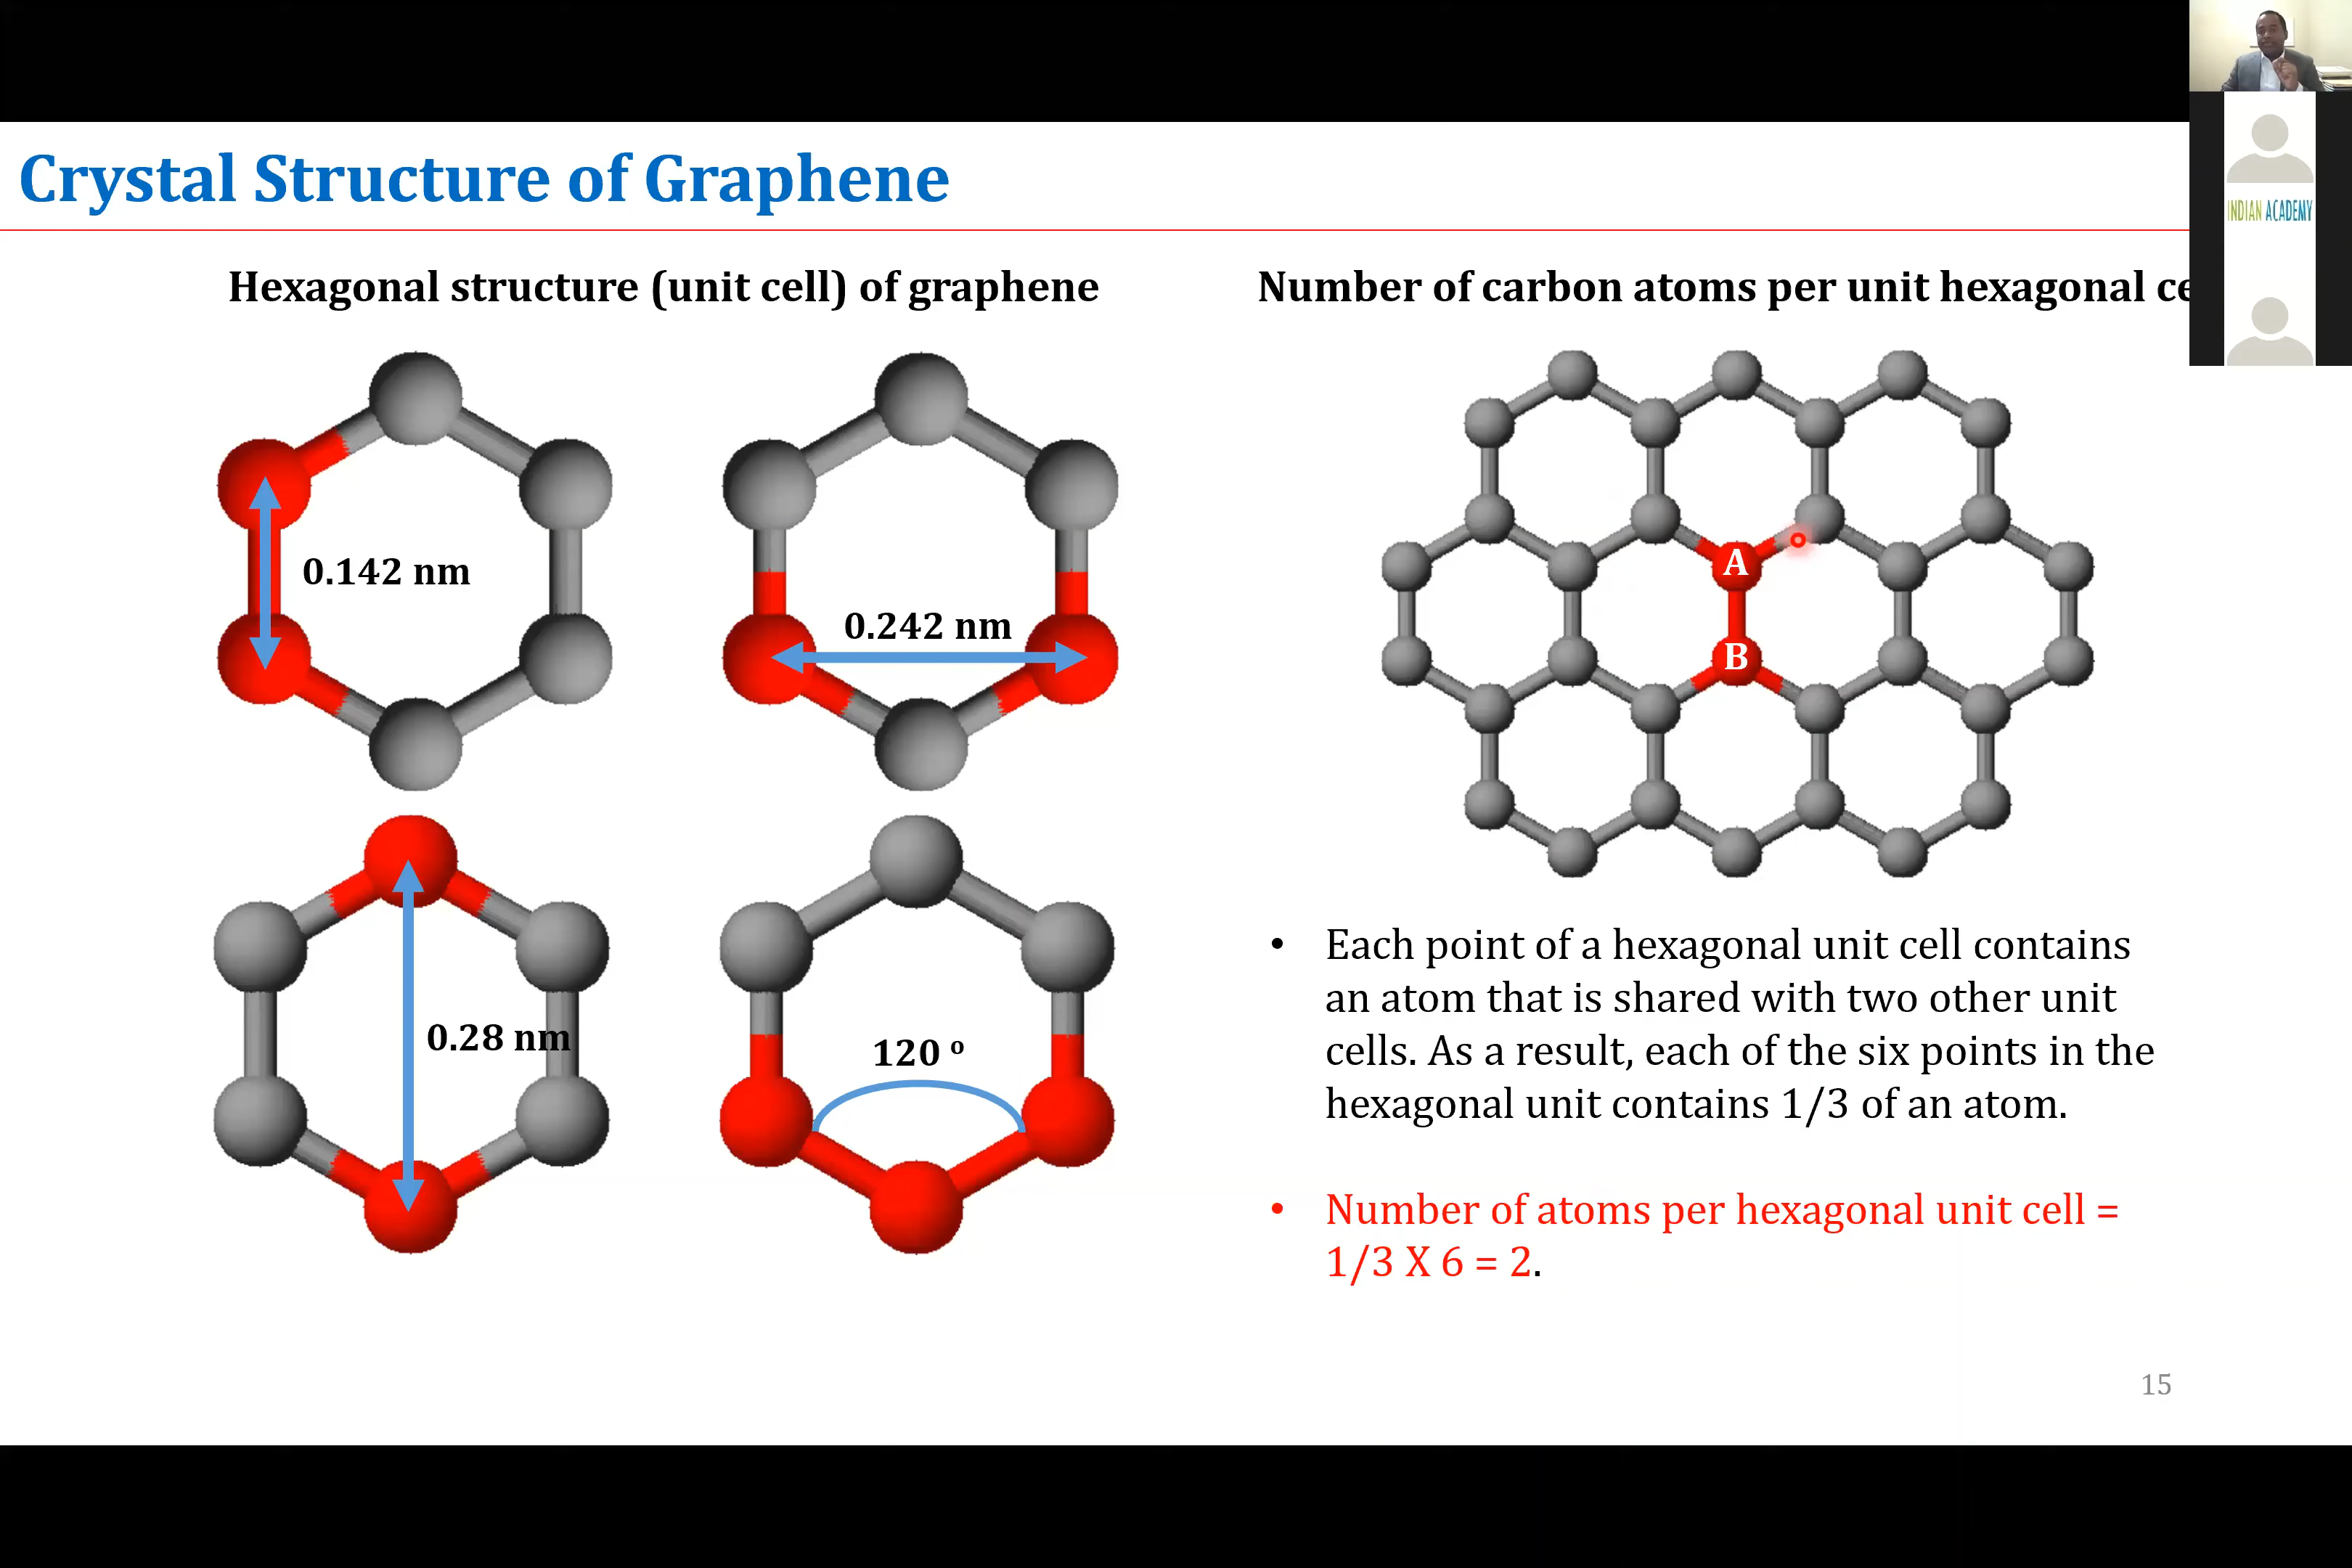 Crystal Structure of Graphene
INDIAN ACADEMY
Hexagonal structure (unit cell) of graphene
Number of carbon atoms per unit hexagonal ce
0.142 nm
0.242 nm
A
B
0.28 nm
120 º
• Each point of a hexagonal unit cell contains
an atom that is shared with two other unit
cells. As a result, each of the six points in the
hexagonal unit contains 1/3 of an atom.
• Number of atoms per hexagonal unit cell =
1/3 X 6 = 2.
15